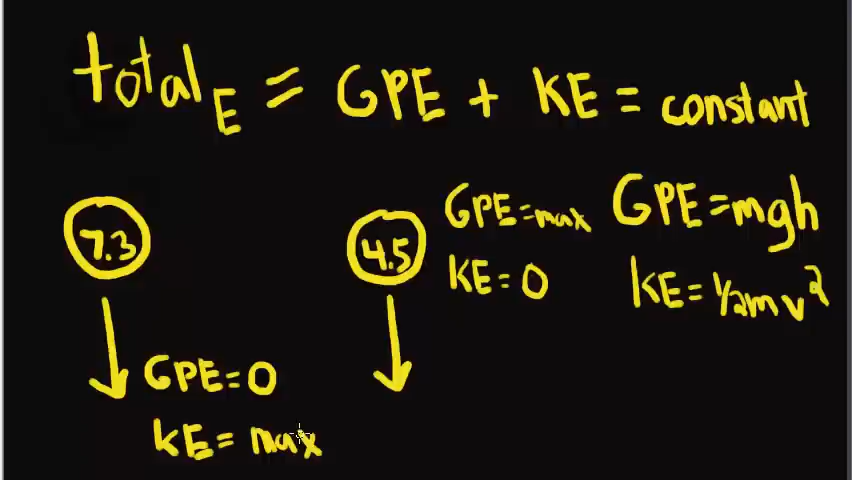 total E = GPE + KE = constant
7.3
4.5
GPE=max
KE=0
GPE=mgh
KE=1/2mv²
GPE=0
KE=max